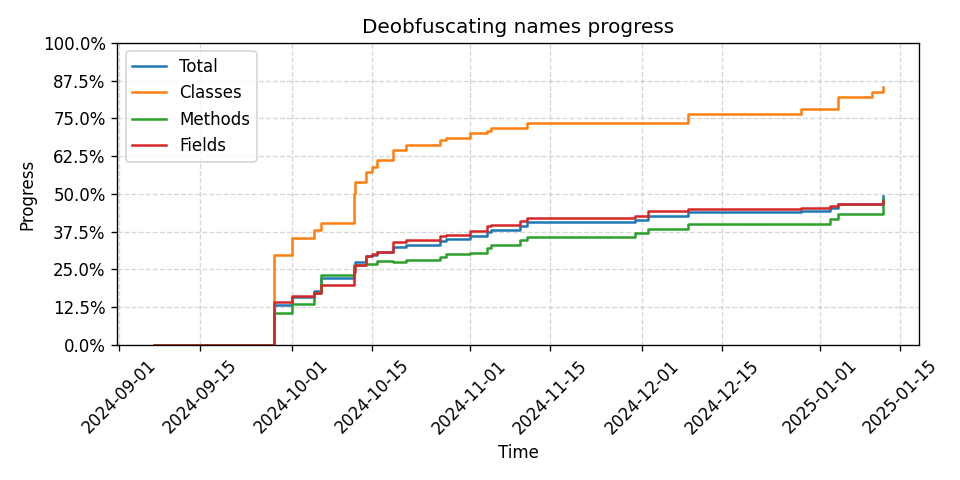 Deobfuscating names progress
100.0%
87.5%
75.0%
62.5%
50.0%
37.5%
25.0%
12.5%
0.0%
Progress
Total
Classes
Methods
Fields
2024-09-01
2024-09-15
2024-10-01
2024-10-15
2024-11-01
2024-11-15
2024-12-01
2024-12-15
2025-01-01
2025-01-15
Time